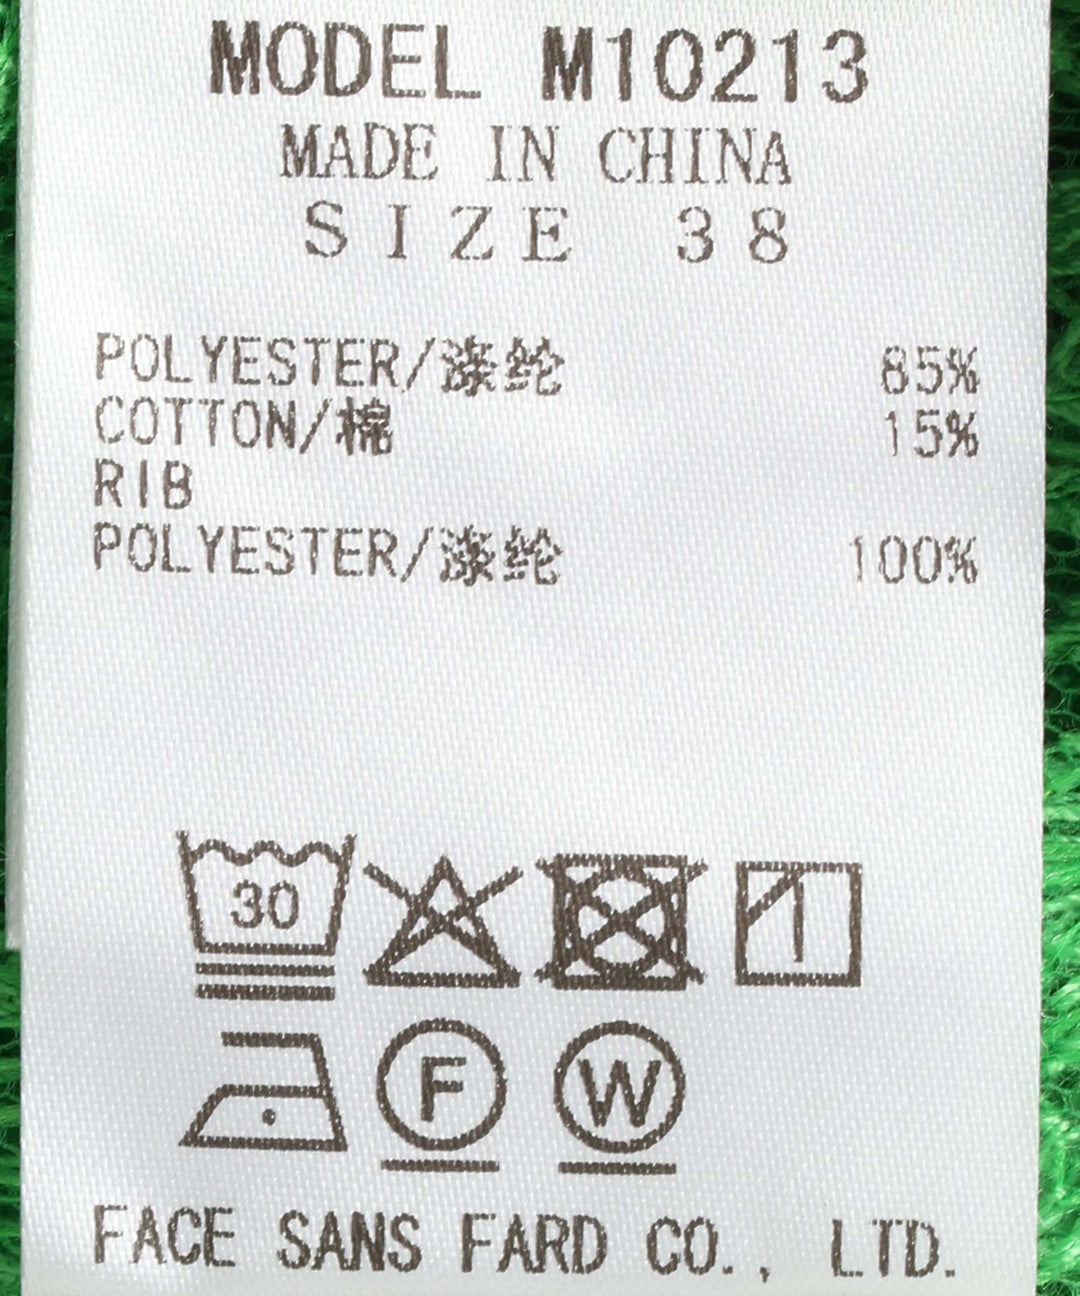 MODEL M10213
MADE IN CHINA
SIZE 38
POLYESTER/涤纶 85%
COTTON/棉 15%
RIB
POLYESTER/涤纶 100%
30
F
W
FACE SANS FARD CO., LTD.